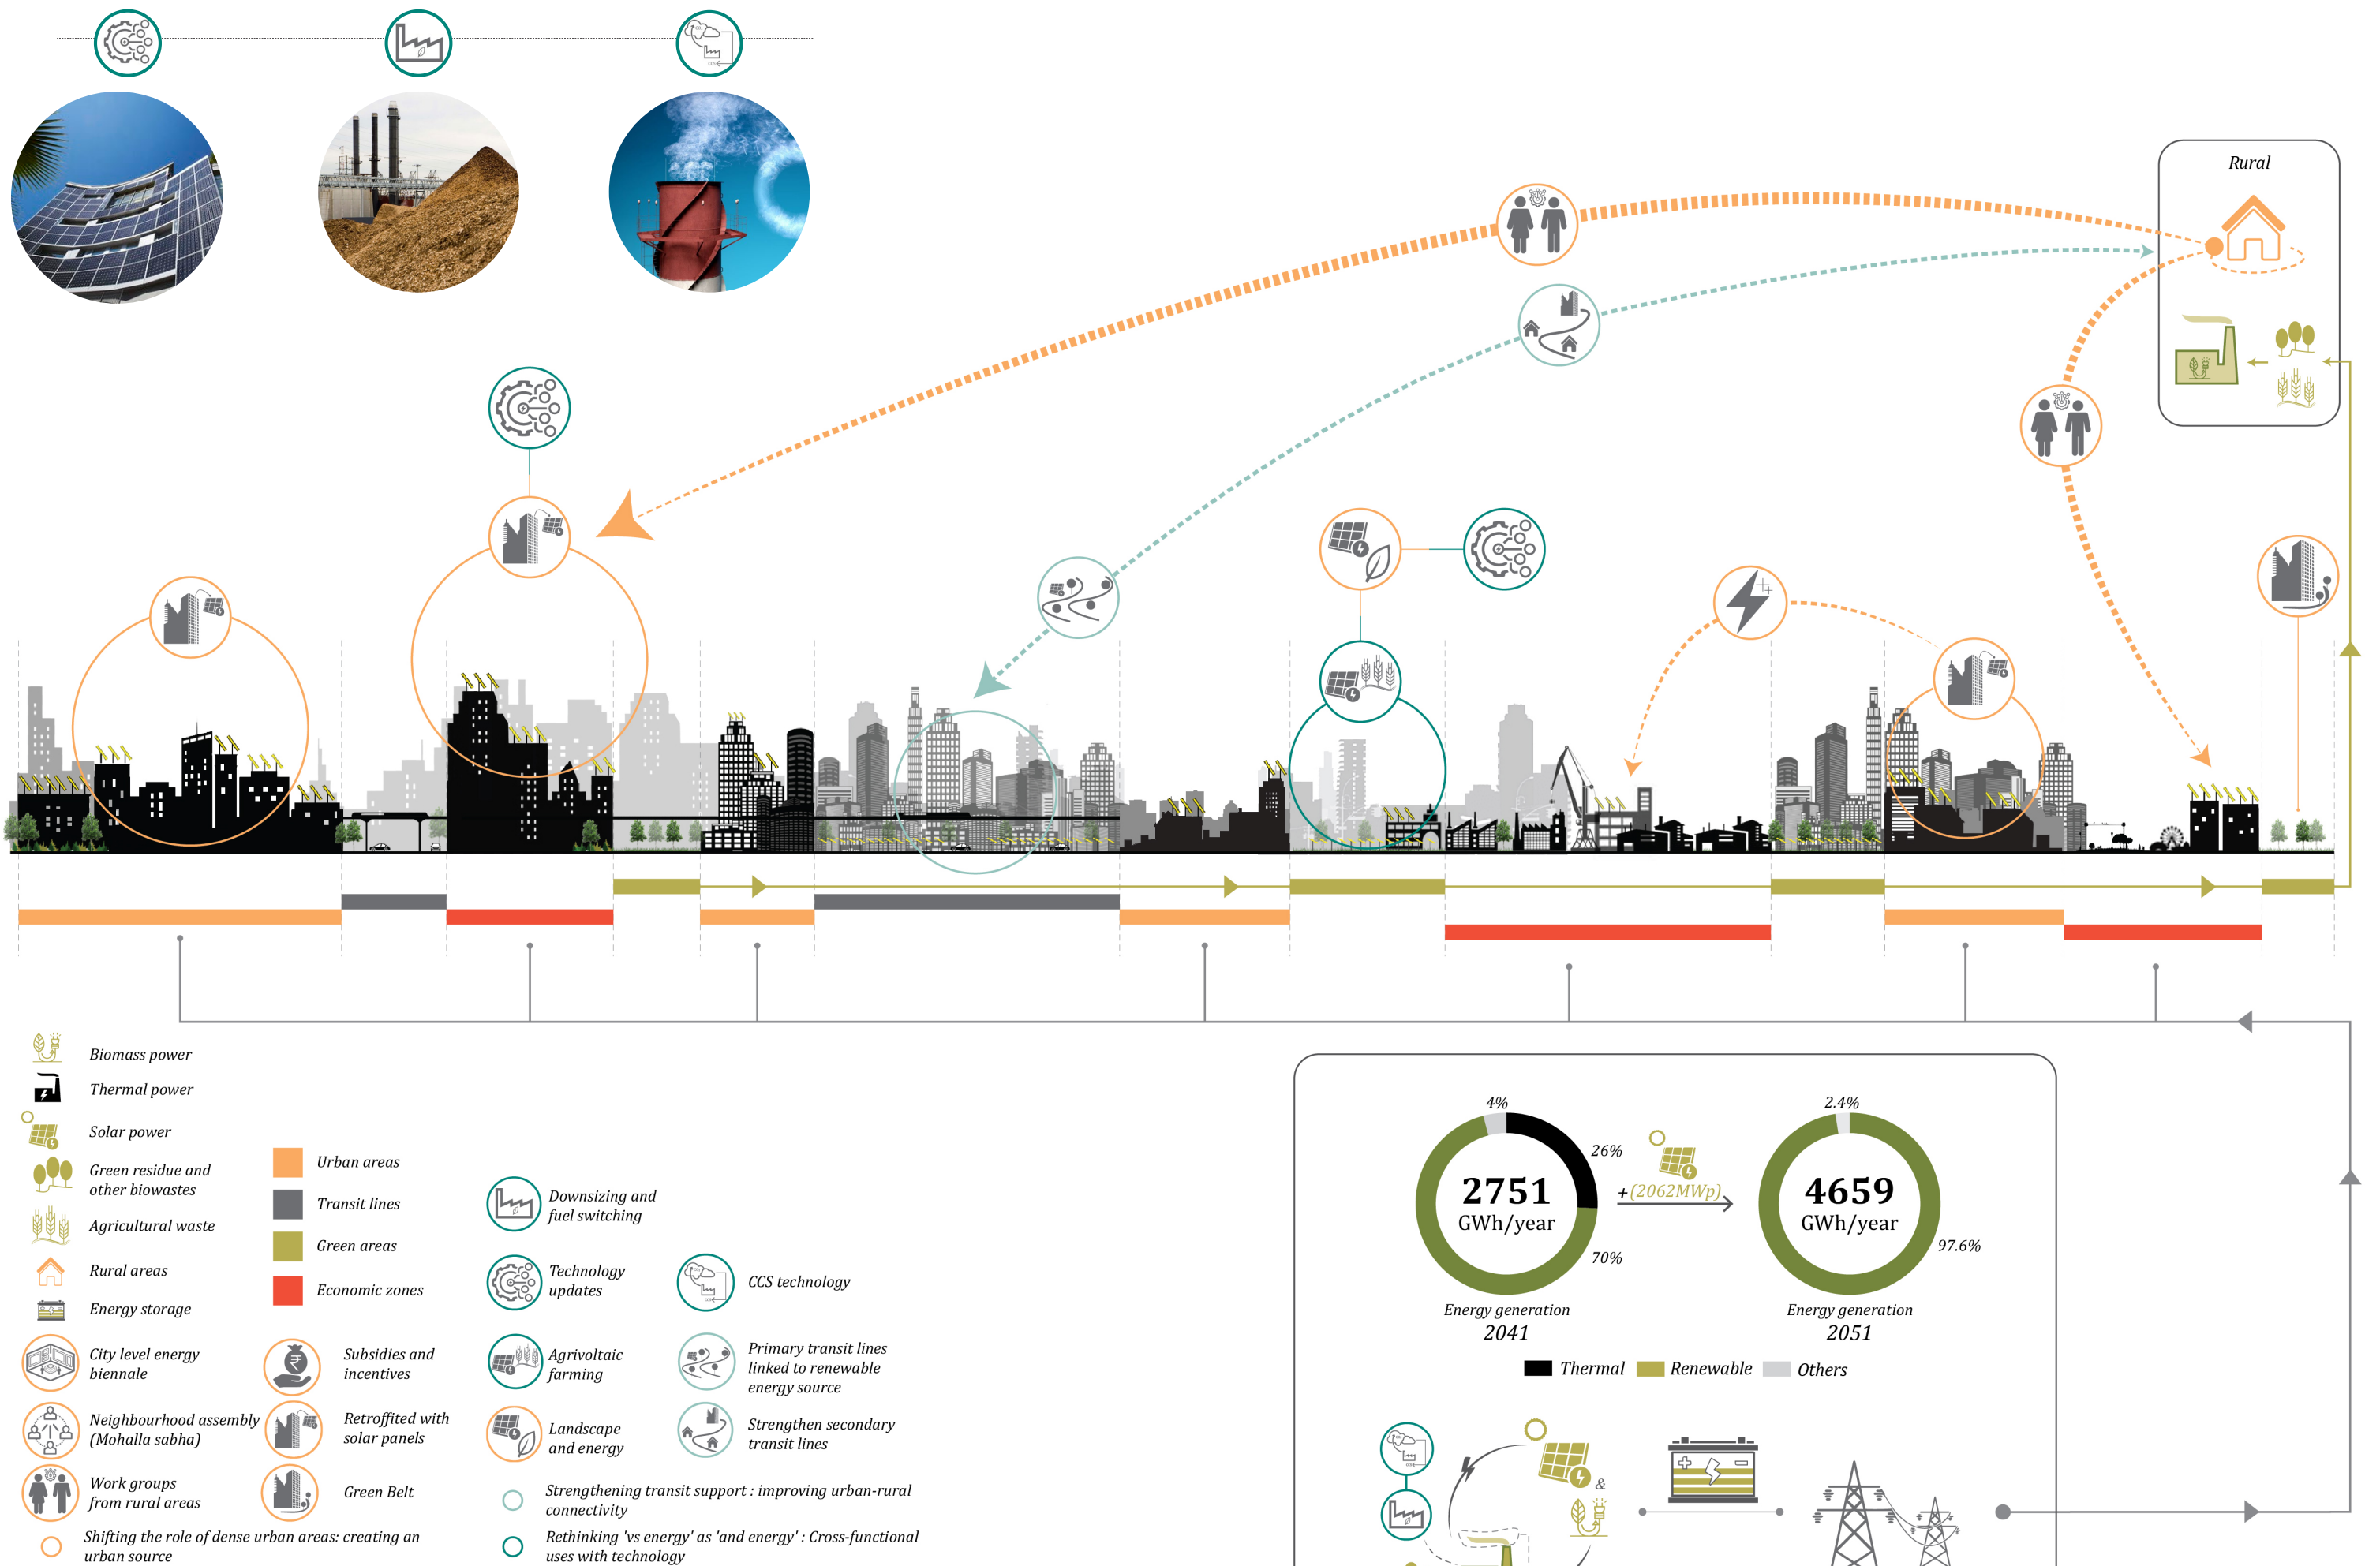 Rural
Biomass power
Thermal power
Solar power
Green residue and
other biowastes
Agricultural waste
Rural areas
Energy storage
City level energy
biennale
Neighbourhood assembly
(Mohalla sabha)
Work groups
from rural areas
Shifting the role of dense urban areas: creating an
urban source
Urban areas
Transit lines
Green areas
Economic zones
Subsidies and
incentives
Retroffited with
solar panels
Green Belt
Downsizing and
fuel switching
Technology
updates
Agrivoltaic
farming
Landscape
and energy
CCS technology
Primary transit lines
linked to renewable
energy source
Strengthen secondary
transit lines
Strengthening transit support : improving urban-rural
connectivity
Rethinking 'vs energy' as 'and energy' : Cross-functional
uses with technology
4%
26%
70%
2751
GWh/year
Energy generation
2041
+(2062MWp)
2.4%
97.6%
4659
GWh/year
Energy generation
2051
Thermal
Renewable
Others
&